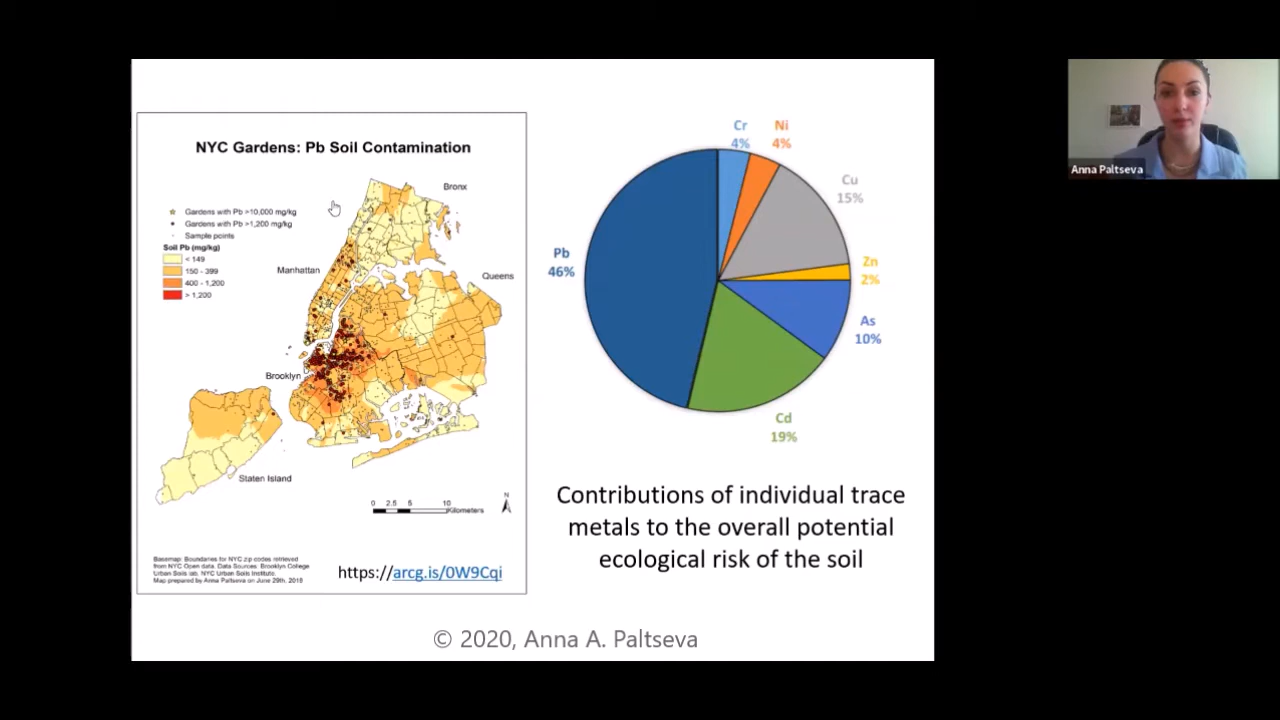 NYC Gardens: Pb Soil Contamination
Bronx
Gardens with Pb >10,000 mg/kg
Gardens with Pb >1,200 mg/kg
Sample points
Soil Pb (mg/kg)
< 149
150 - 399
400 - 1,200
> 1,200
Manhattan
Queens
Brooklyn
Staten Island
0 2.5 5 10
Kilometers
N
Basemap: Boundaries for NYC zip codes retrieved
from NYC Open data. Data Sources: Brooklyn College
Urban Soils lab, NYC Urban Soils Institute.
Map prepared by Anna Paltseva on June 29th, 2018
https://arcg.is/0W9Cqi
Cr
4%
Ni
4%
Cu
15%
Zn
2%
As
10%
Cd
19%
Pb
46%
Contributions of individual trace
metals to the overall potential
ecological risk of the soil
© 2020, Anna A. Paltseva
Anna Paltseva